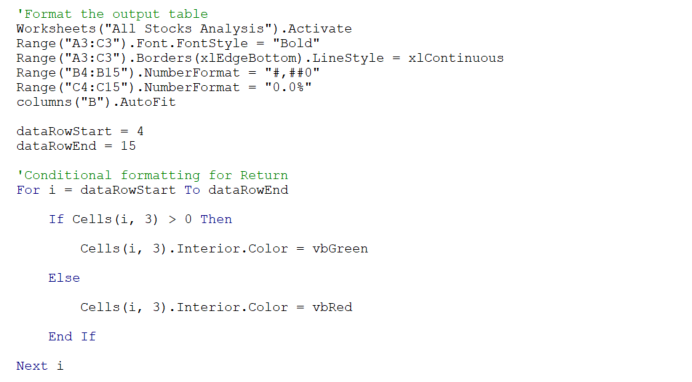 'Format the output table
Worksheets("All Stocks Analysis").Activate
Range("A3:C3").Font.FontStyle = "Bold"
Range("A3:C3").Borders(xlEdgeBottom).LineStyle = xlContinuous
Range("B4:B15").NumberFormat = "#,##0"
Range("C4:C15").NumberFormat = "0.0%"
columns("B").AutoFit
dataRowStart = 4
dataRowEnd = 15
'Conditional formatting for Return
For i = dataRowStart To dataRowEnd
If Cells(i, 3) > 0 Then
Cells(i, 3).Interior.Color = vbGreen
Else
Cells(i, 3).Interior.Color = vbRed
End If
Next i